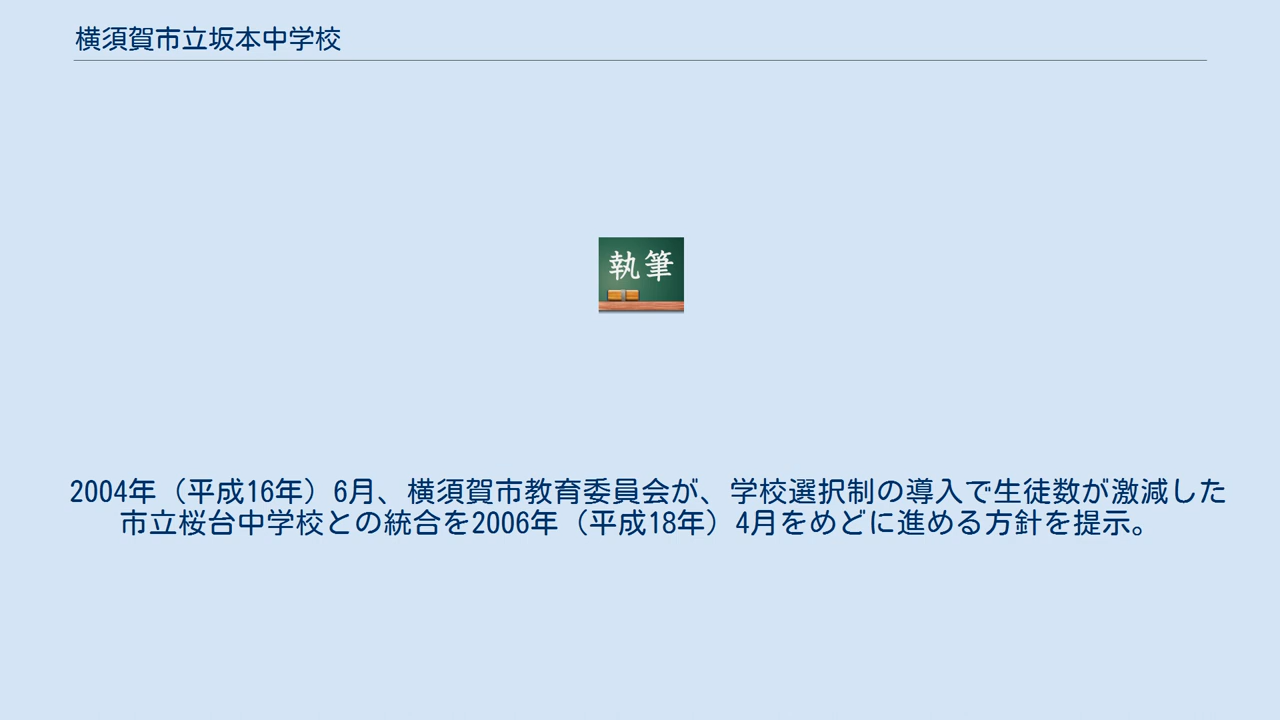 横須賀市立坂本中学校
執筆
2004年（平成16年）6月、横須賀市教育委員会が、学校選択制の導入で生徒数が激減した
市立桜台中学校との統合を2006年（平成18年）4月をめどに進める方針を提示。